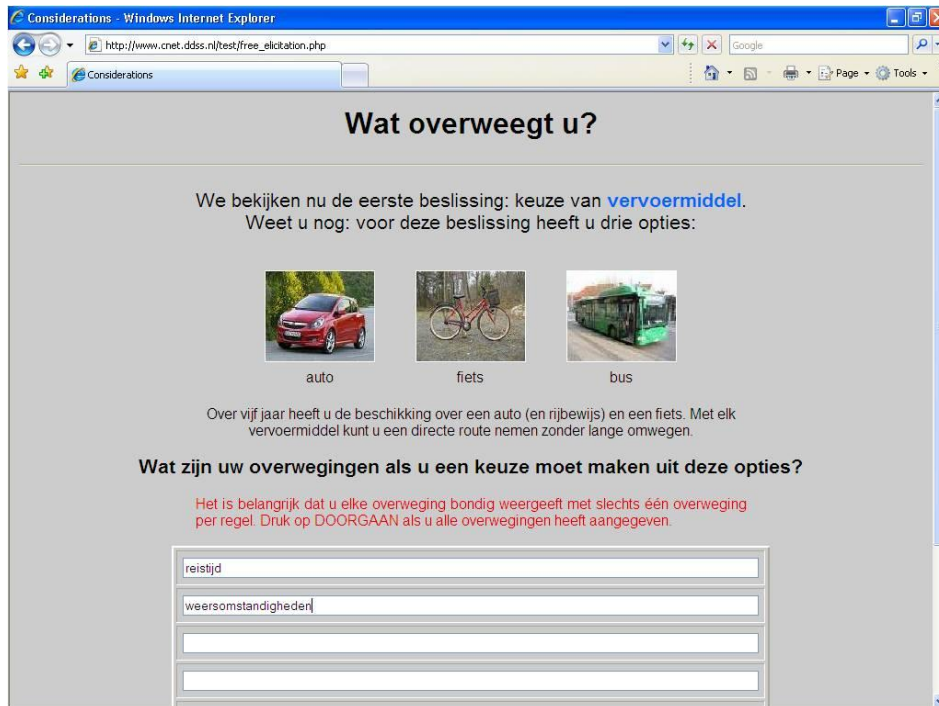 Considerations - Windows Internet Explorer
http://www.cnet.ddss.nl/test/free_elicitation.php
Google
Considerations
Page
Tools
Wat overweegt u?
We bekijken nu de eerste beslissing: keuze van vervoermiddel.
Weet u nog: voor deze beslissing heeft u drie opties:
auto fiets bus
Over vijf jaar heeft u de beschikking over een auto (en rijbewijs) en een fiets. Met elk
vervoermiddel kunt u een directe route nemen zonder lange omwegen.
Wat zijn uw overwegingen als u een keuze moet maken uit deze opties?
Het is belangrijk dat u elke overweging bondig weergeeft met slechts één overweging
per regel. Druk op DOORGAAN als u alle overwegingen heeft aangegeven.
reistijd
weersomstandigheden